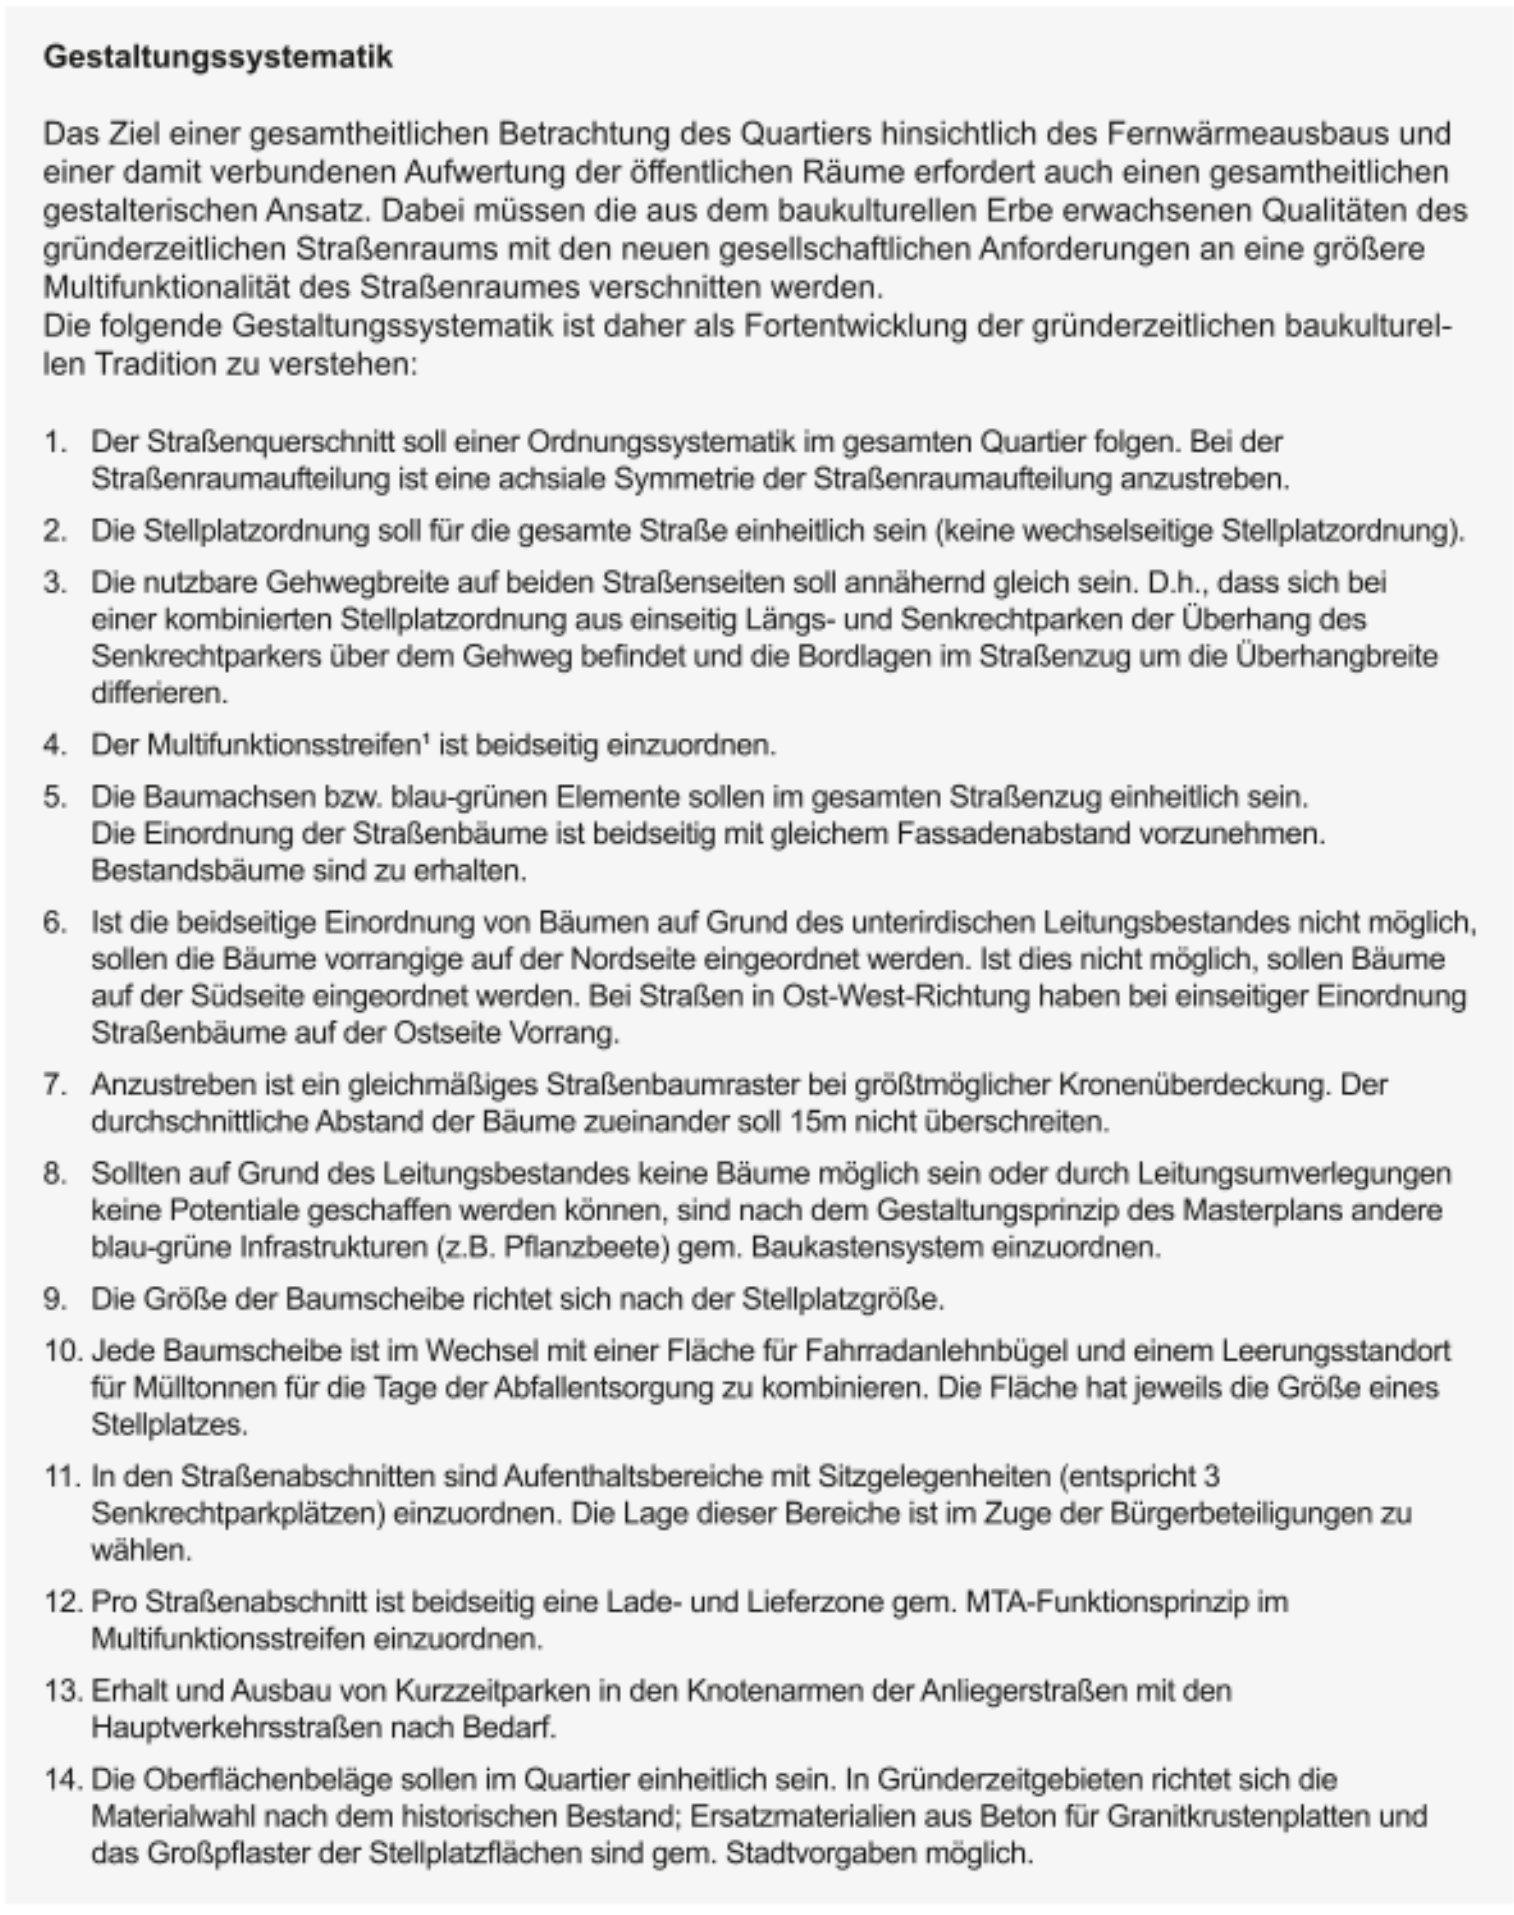 Gestaltungssystematik
Das Ziel einer gesamtheitlichen Betrachtung des Quartiers hinsichtlich des Fernwärmeausbaus und
einer damit verbundenen Aufwertung der öffentlichen Räume erfordert auch einen gesamtheitlichen
gestalterischen Ansatz. Dabei müssen die aus dem baukulturellen Erbe erwachsenen Qualitäten des
gründerzeitlichen Straßenraums mit den neuen gesellschaftlichen Anforderungen an eine größere
Multifunktionalität des Straßenraumes verschnitten werden.
Die folgende Gestaltungssystematik ist daher als Fortentwicklung der gründerzeitlichen baukulturel-
len Tradition zu verstehen:
1. Der Straßenquerschnitt soll einer Ordnungssystematik im gesamten Quartier folgen. Bei der
Straßenraumaufteilung ist eine achsiale Symmetrie der Straßenraumaufteilung anzustreben.
2. Die Stellplatzordnung soll für die gesamte Straße einheitlich sein (keine wechselseitige Stellplatzordnung).
3. Die nutzbare Gehwegbreite auf beiden Straßenseiten soll annähernd gleich sein. D.h., dass sich bei
einer kombinierten Stellplatzordnung aus einseitig Längs- und Senkrechtparken der Überhang des
Senkrechtparkers über dem Gehweg befindet und die Bordlagen im Straßenzug um die Überhangbreite
differieren.
4. Der Multifunktionsstreifen¹ ist beidseitig einzuordnen.
5. Die Baumachsen bzw. blau-grünen Elemente sollen im gesamten Straßenzug einheitlich sein.
Die Einordnung der Straßenbäume ist beidseitig mit gleichem Fassadenabstand vorzunehmen.
Bestandsbäume sind zu erhalten.
6. Ist die beidseitige Einordnung von Bäumen auf Grund des unterirdischen Leitungsbestandes nicht möglich,
sollen die Bäume vorrangige auf der Nordseite eingeordnet werden. Ist dies nicht möglich, sollen Bäume
auf der Südseite eingeordnet werden. Bei Straßen in Ost-West-Richtung haben bei einseitiger Einordnung
Straßenbäume auf der Ostseite Vorrang.
7. Anzustreben ist ein gleichmäßiges Straßenbaumraster bei größtmöglicher Kronenüberdeckung. Der
durchschnittliche Abstand der Bäume zueinander soll 15m nicht überschreiten.
8. Sollten auf Grund des Leitungsbestandes keine Bäume möglich sein oder durch Leitungsumverlegungen
keine Potentiale geschaffen werden können, sind nach dem Gestaltungsprinzip des Masterplans andere
blau-grüne Infrastrukturen (z.B. Pflanzbeete) gem. Baukastensystem einzuordnen.
9. Die Größe der Baumscheibe richtet sich nach der Stellplatzgröße.
10. Jede Baumscheibe ist im Wechsel mit einer Fläche für Fahrradanlehnbügel und einem Leerungsstandort
für Mülltonnen für die Tage der Abfallentsorgung zu kombinieren. Die Fläche hat jeweils die Größe eines
Stellplatzes.
11. In den Straßenabschnitten sind Aufenthaltsbereiche mit Sitzgelegenheiten (entspricht 3
Senkrechtparkplätzen) einzuordnen. Die Lage dieser Bereiche ist im Zuge der Bürgerbeteiligungen zu
wählen.
12. Pro Straßenabschnitt ist beidseitig eine Lade- und Lieferzone gem. MTA-Funktionsprinzip im
Multifunktionsstreifen einzuordnen.
13. Erhalt und Ausbau von Kurzzeitparken in den Knotenarmen der Anliegerstraßen mit den
Hauptverkehrsstraßen nach Bedarf.
14. Die Oberflächenbeläge sollen im Quartier einheitlich sein. In Gründerzeitgebieten richtet sich die
Materialwahl nach dem historischen Bestand; Ersatzmaterialien aus Beton für Granitkrustenplatten und
das Großpflaster der Stellplatzflächen sind gem. Stadtvorgaben möglich.